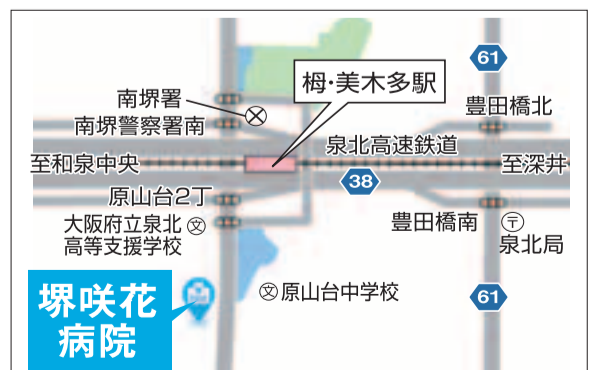 61
栂・美木多駅
南堺署
豊田橋北
南堺警察署南
泉北高速鉄道
至和泉中央
至深井
38
原山台2丁
大阪府立泉北
高等支援学校
文
豊田橋南
〒
泉北局
堺咲花
病院
文
原山台中学校
61